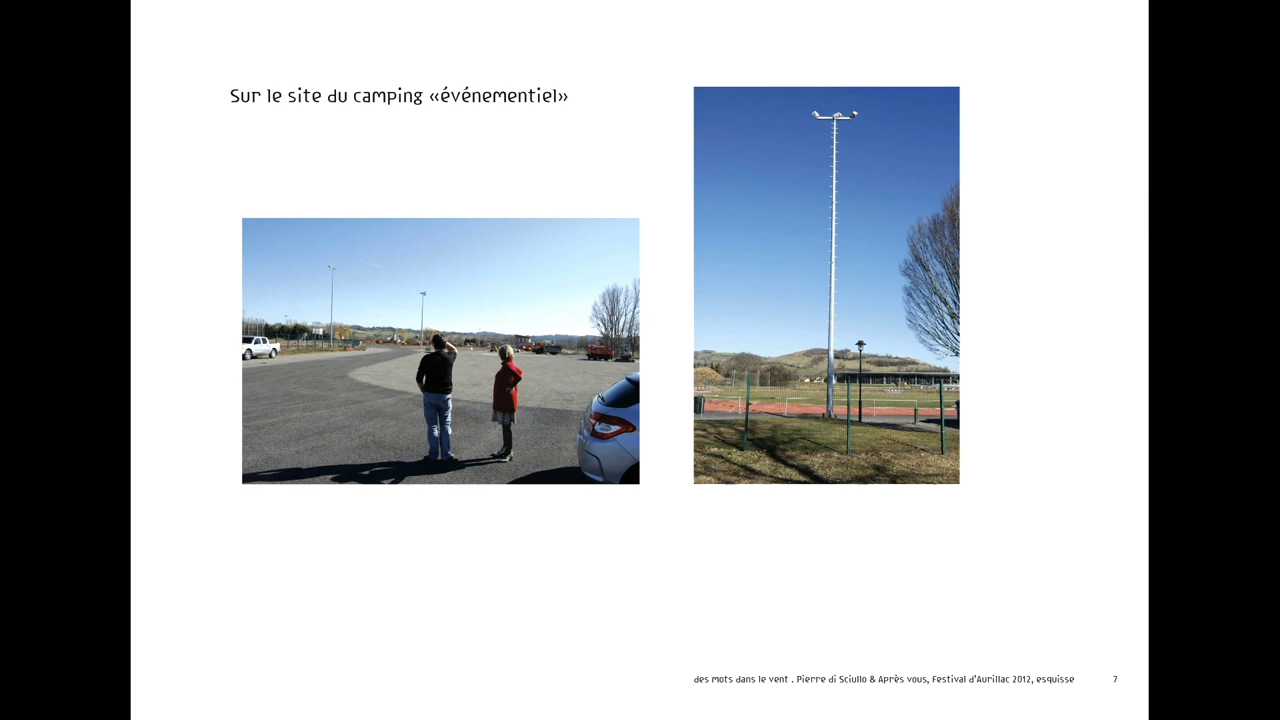 Sur le site du camping «événementiel»
des mots dans le vent . Pierre di Sciullo & Après vous, Festival d'Aurillac 2012, esquisse 7